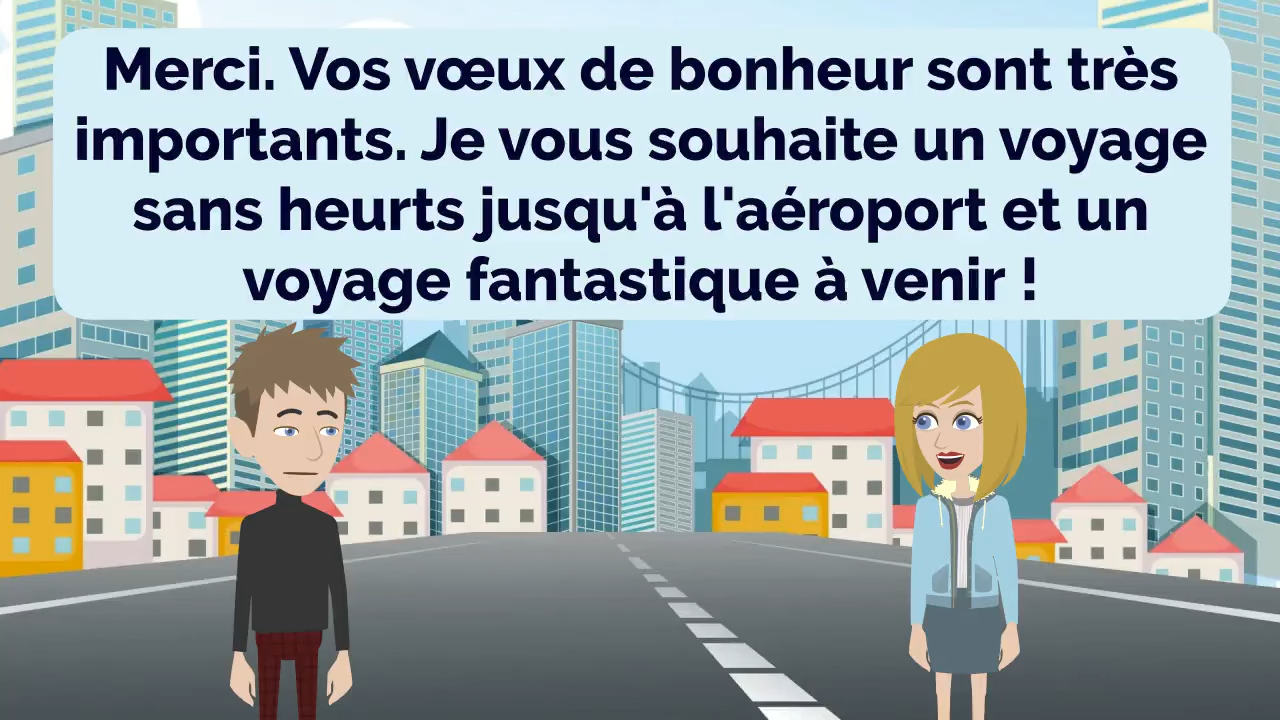 Merci. Vos vœux de bonheur sont très
importants. Je vous souhaite un voyage
sans heurts jusqu'à l'aéroport et un
voyage fantastique à venir !